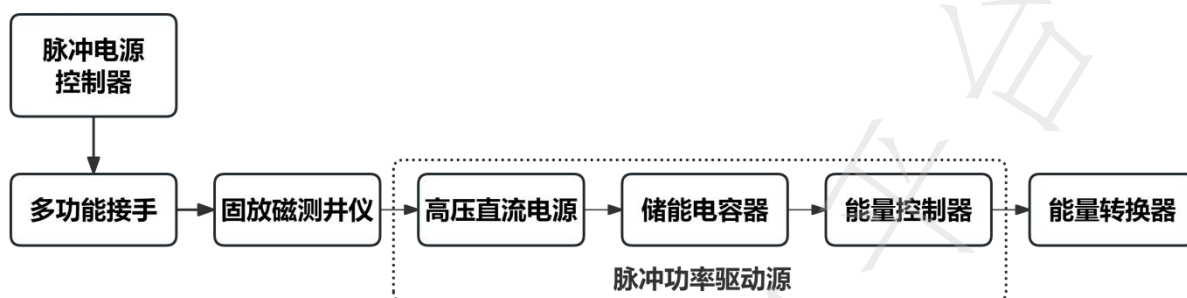 脉冲电源
控制器
多功能接手
固放磁测井仪
高压直流电源
储能电容器
能量控制器
能量转换器
脉冲功率驱动源